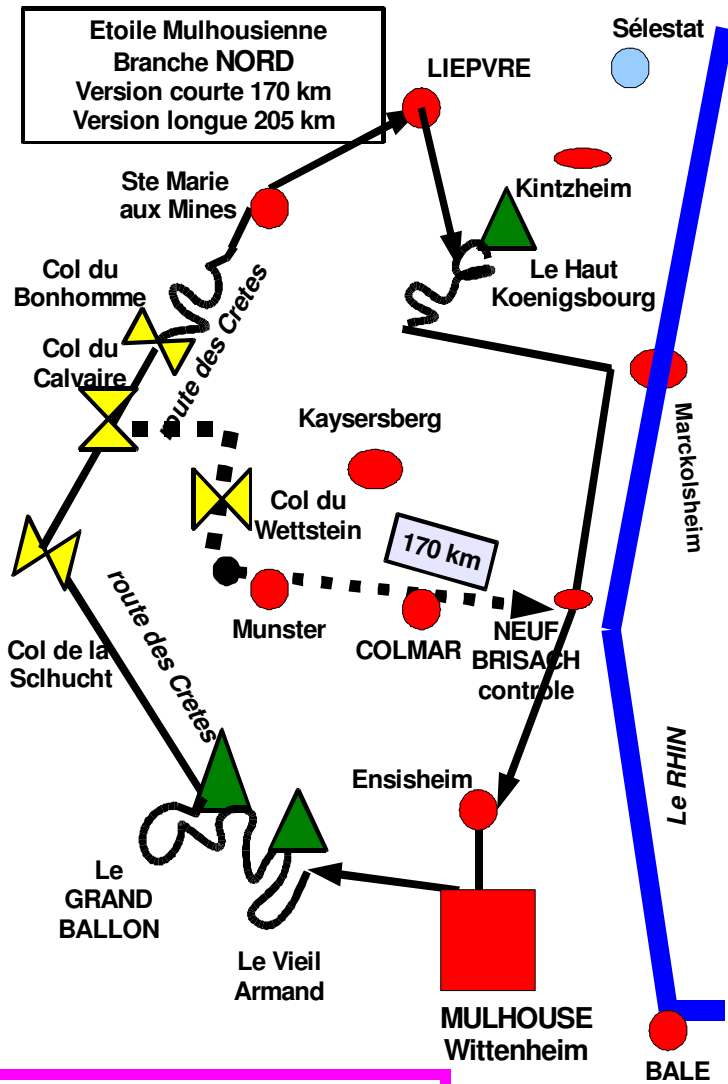 Etoile Mulhousienne
Branche NORD
Version courte 170 km
Version longue 205 km
Sélestat
LIEPVRE
Kintzheim
Ste Marie
aux Mines
Le Haut
Koenigsbourg
Col du
Bonhomme
route des Cretes
Col du
Calvaire
Marckolsheim
Kaysersberg
Col du
Wettstein
170 km
Munster
COLMAR
NEUF
BRISACH
contrôle
Col de la
Sclhucht
route des Cretes
Le RHIN
Ensisheim
Le
GRAND
BALLON
Le Vieil
Armand
MULHOUSE
Wittenheim
BALE